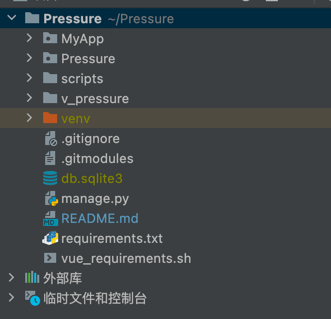 Pressure ~/Pressure
MyApp
Pressure
scripts
v_pressure
venv
.gitignore
.gitmodules
db.sqlite3
manage.py
README.md
requirements.txt
vue_requirements.sh
外部库
临时文件和控制台